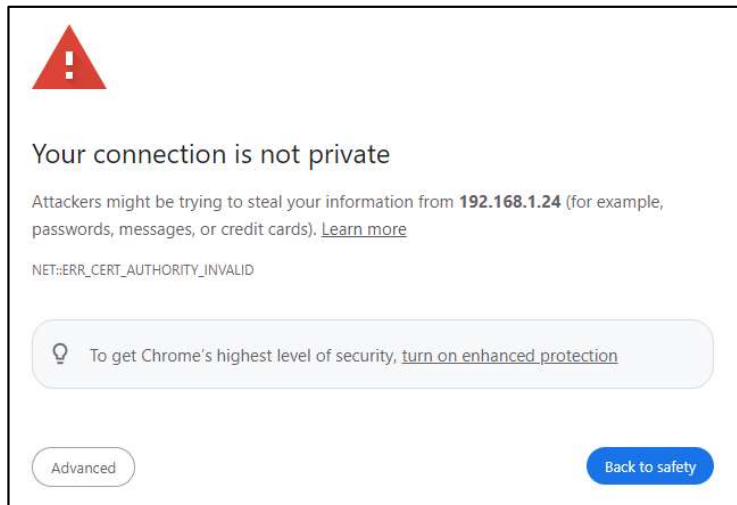 Your connection is not private
Attackers might be trying to steal your information from 192.168.1.24 (for example,
passwords, messages, or credit cards). Learn more
NET::ERR_CERT_AUTHORITY_INVALID
To get Chrome's highest level of security, turn on enhanced protection
Advanced
Back to safety